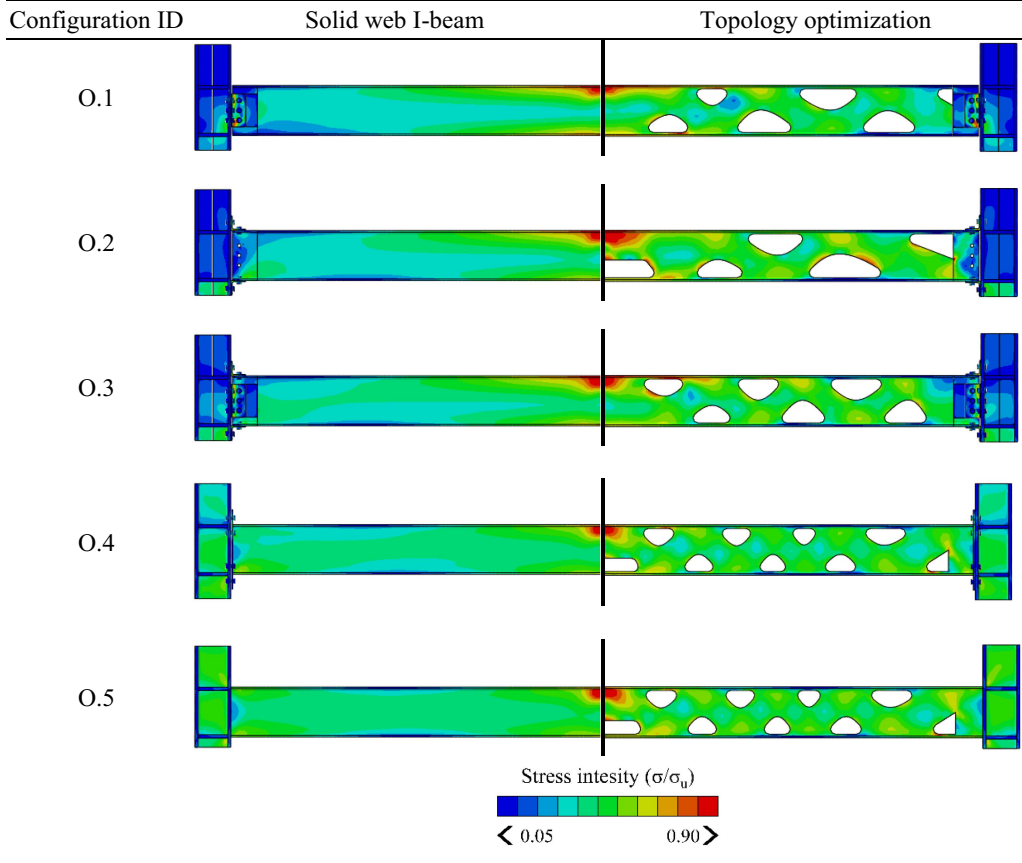 Configuration ID Solid web I-beam Topology optimization
O.1
O.2
O.3
O.4
O.5
Stress intesity (σ/σu)
< 0.05 0.90 >